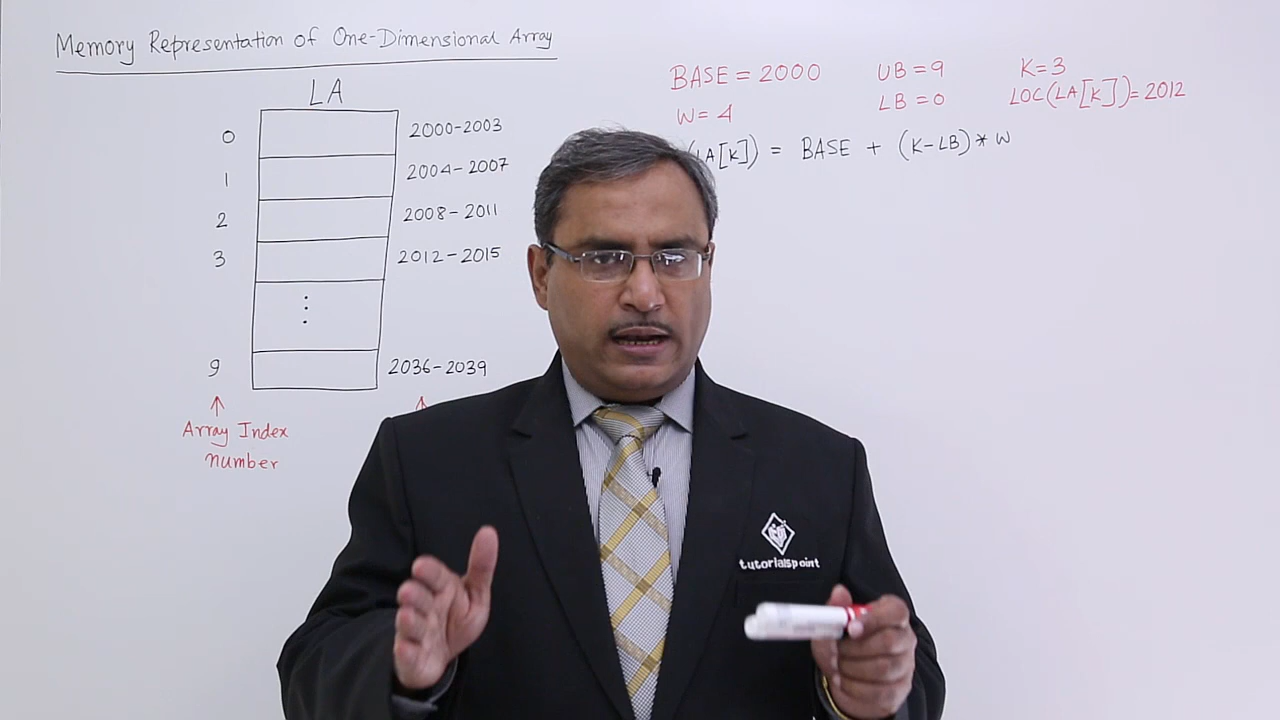 Memory Representation of One-Dimensional Array
LA
0 2000-2003
1 2004-2007
2 2008-2011
3 2012-2015
9 2036-2039
Array Index
number
BASE = 2000 UB = 9 K = 3
W = 4 LB = 0 LOC(LA[K]) = 2012
(LA[K]) = BASE + (K-LB) * W
tutorialspoint